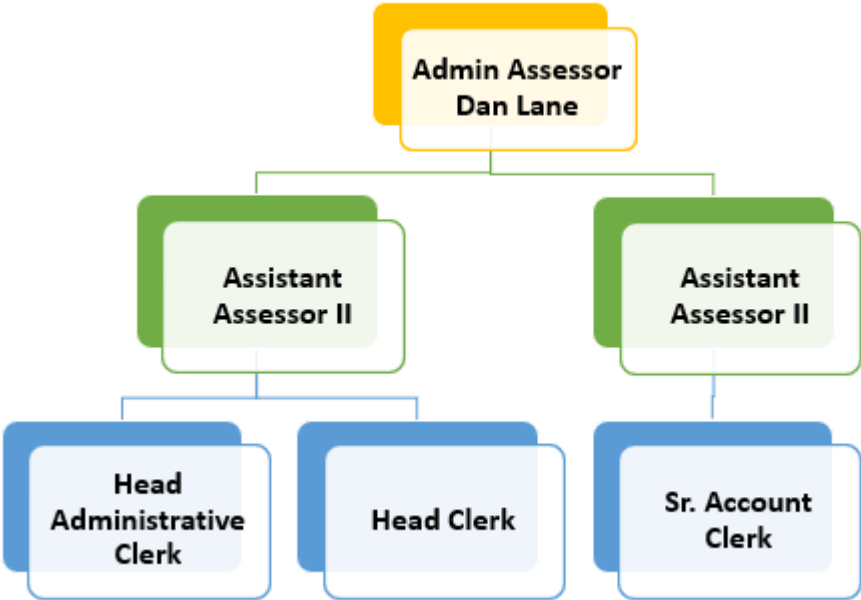 Admin Assessor
Dan Lane
Assistant
Assessor II
Assistant
Assessor II
Head
Administrative
Clerk
Head Clerk
Sr. Account
Clerk